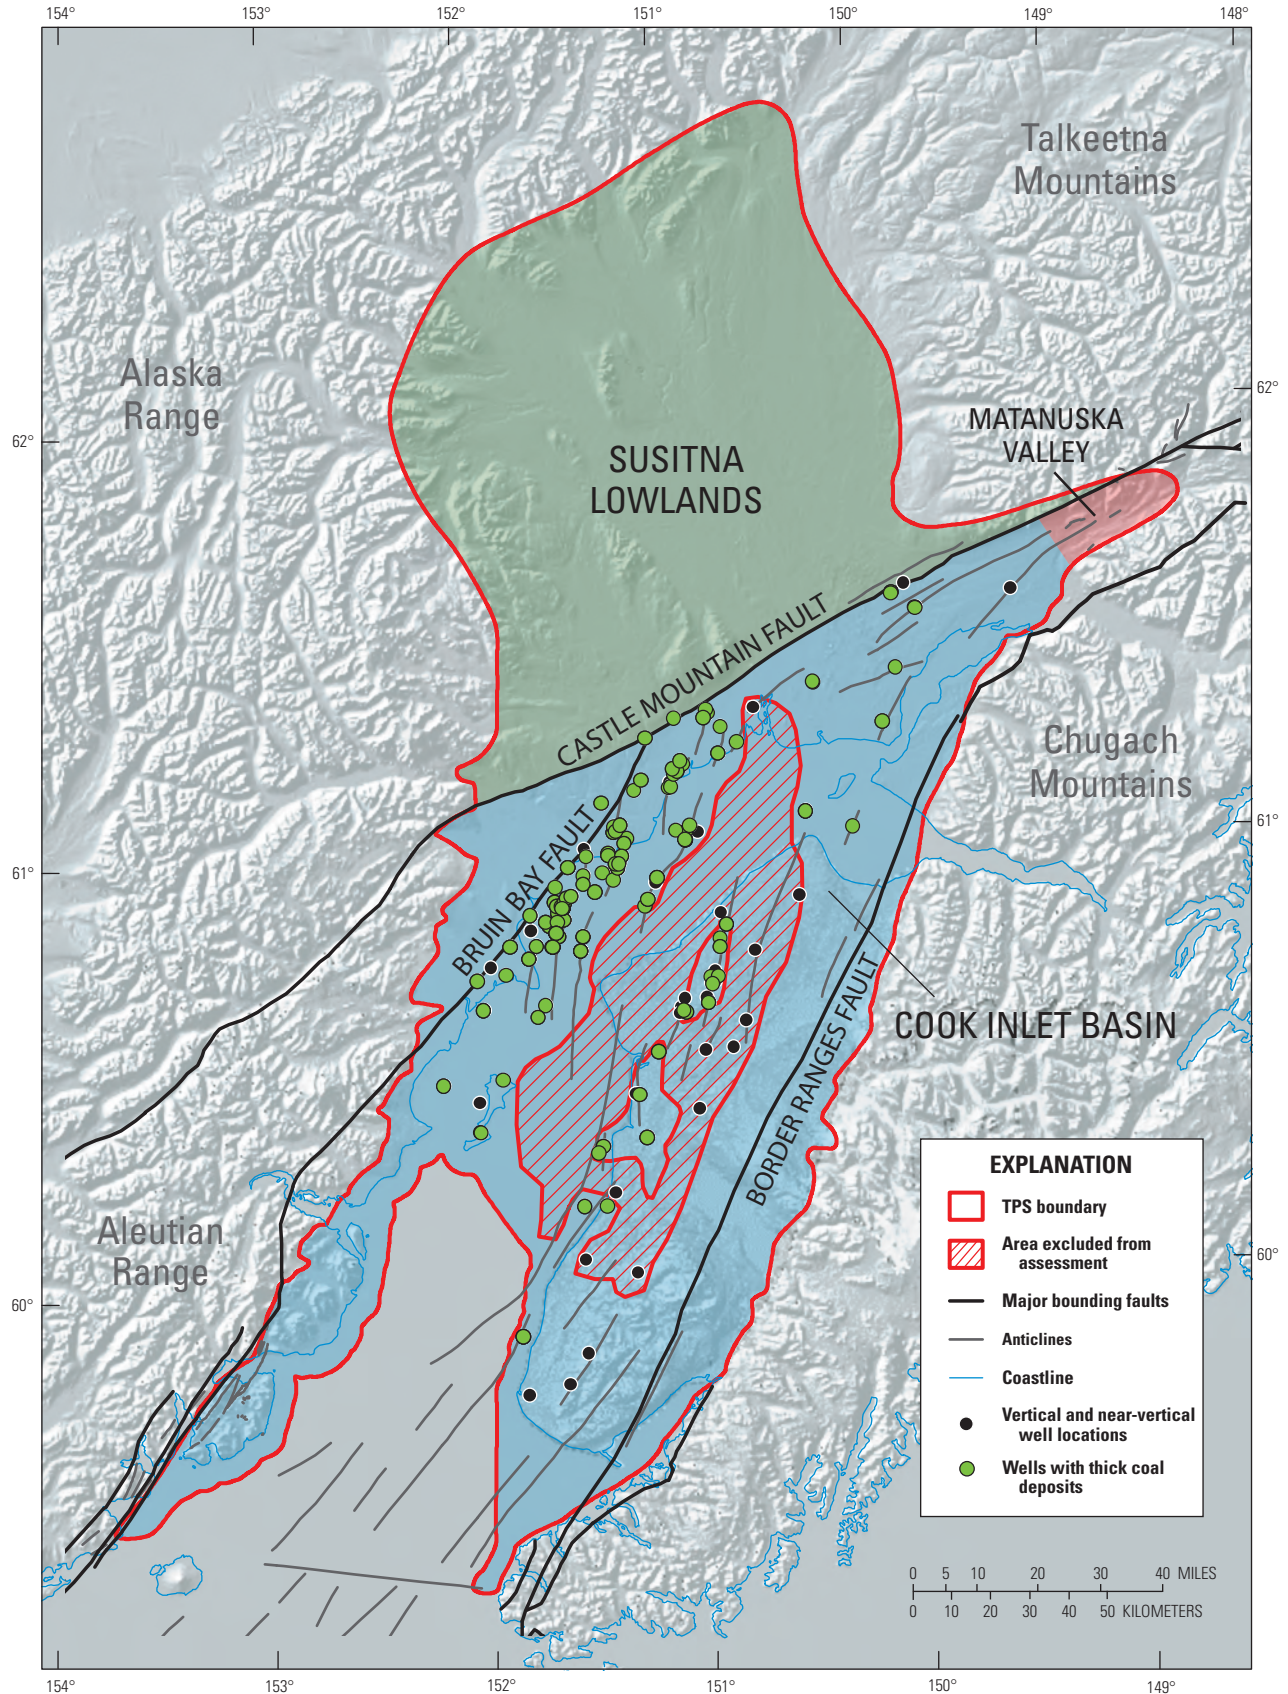 154°
153°
152°
151°
150°
149°
148°
Talkeetna
Mountains
Alaska
Range
62°
62°
MATANUSKA
VALLEY
SUSITNA
LOWLANDS
CASTLE MOUNTAIN FAULT
Chugach
Mountains
61°
61°
BRUIN BAY FAULT
COOK INLET BASIN
BORDER RANGES FAULT
Aleutian
Range
60°
60°
EXPLANATION
TPS boundary
Area excluded from
assessment
Major bounding faults
Anticlines
Coastline
Vertical and near-vertical
well locations
Wells with thick coal
deposits
0 5 10 20 30 40 MILES
0 10 20 30 40 50 KILOMETERS
154°
153°
152°
151°
150°
149°